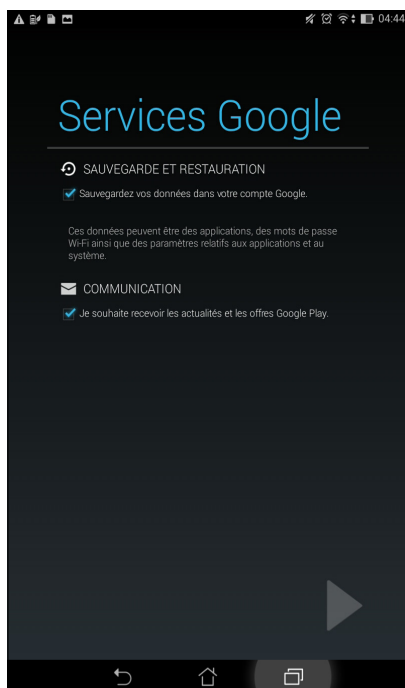 04:44
Services Google
SAUVEGARDE ET RESTAURATION
Sauvegardez vos données dans votre compte Google.
Ces données peuvent être des applications, des mots de passe
Wi-Fi ainsi que des paramètres relatifs aux applications et au
système.
COMMUNICATION
Je souhaite recevoir les actualités et les offres Google Play.